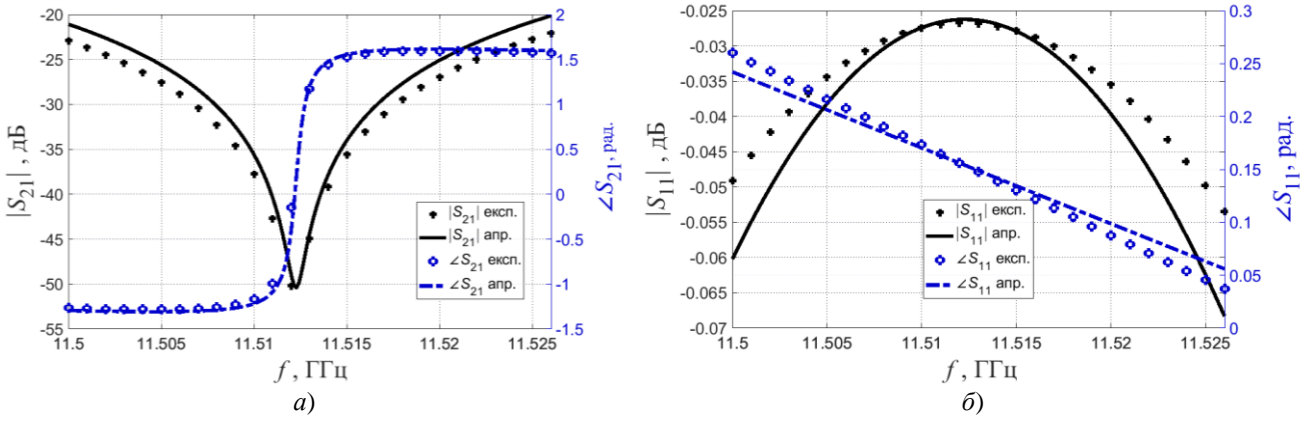 -20
-25
-30
-35
-40
-45
-50
-55
|S21|, дБ
2
1.5
1
0.5
0
-0.5
-1
-1.5
∠S21, рад.
|S21| експ.
|S21| апр.
∠S21 експ.
∠S21 апр.
11.5 11.505 11.51 11.515 11.52 11.525
f, ГГц
а)
-0.025
-0.03
-0.035
-0.04
-0.045
-0.05
-0.055
-0.06
-0.065
-0.07
|S11|, дБ
0.3
0.25
0.2
0.15
0.1
0.05
0
∠S11, рад.
|S11| експ.
|S11| апр.
∠S11 експ.
∠S11 апр.
11.5 11.505 11.51 11.515 11.52 11.525
f, ГГц
б)